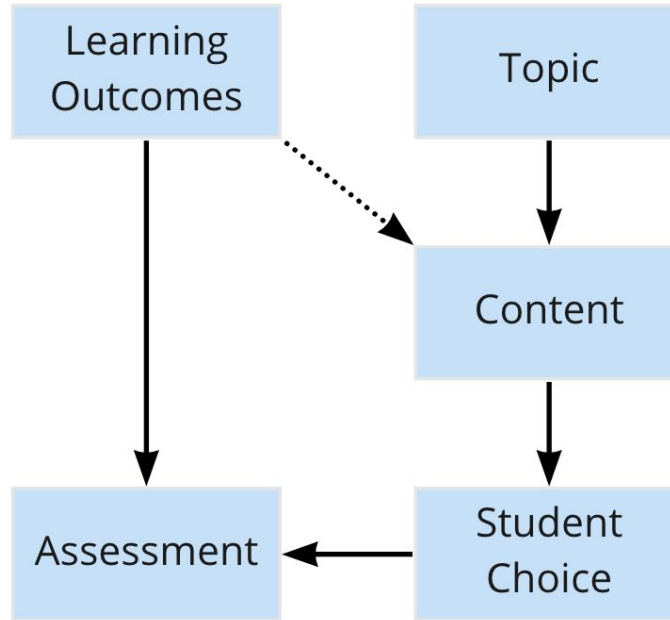 Learning
Outcomes
Topic
Content
Assessment
Student
Choice